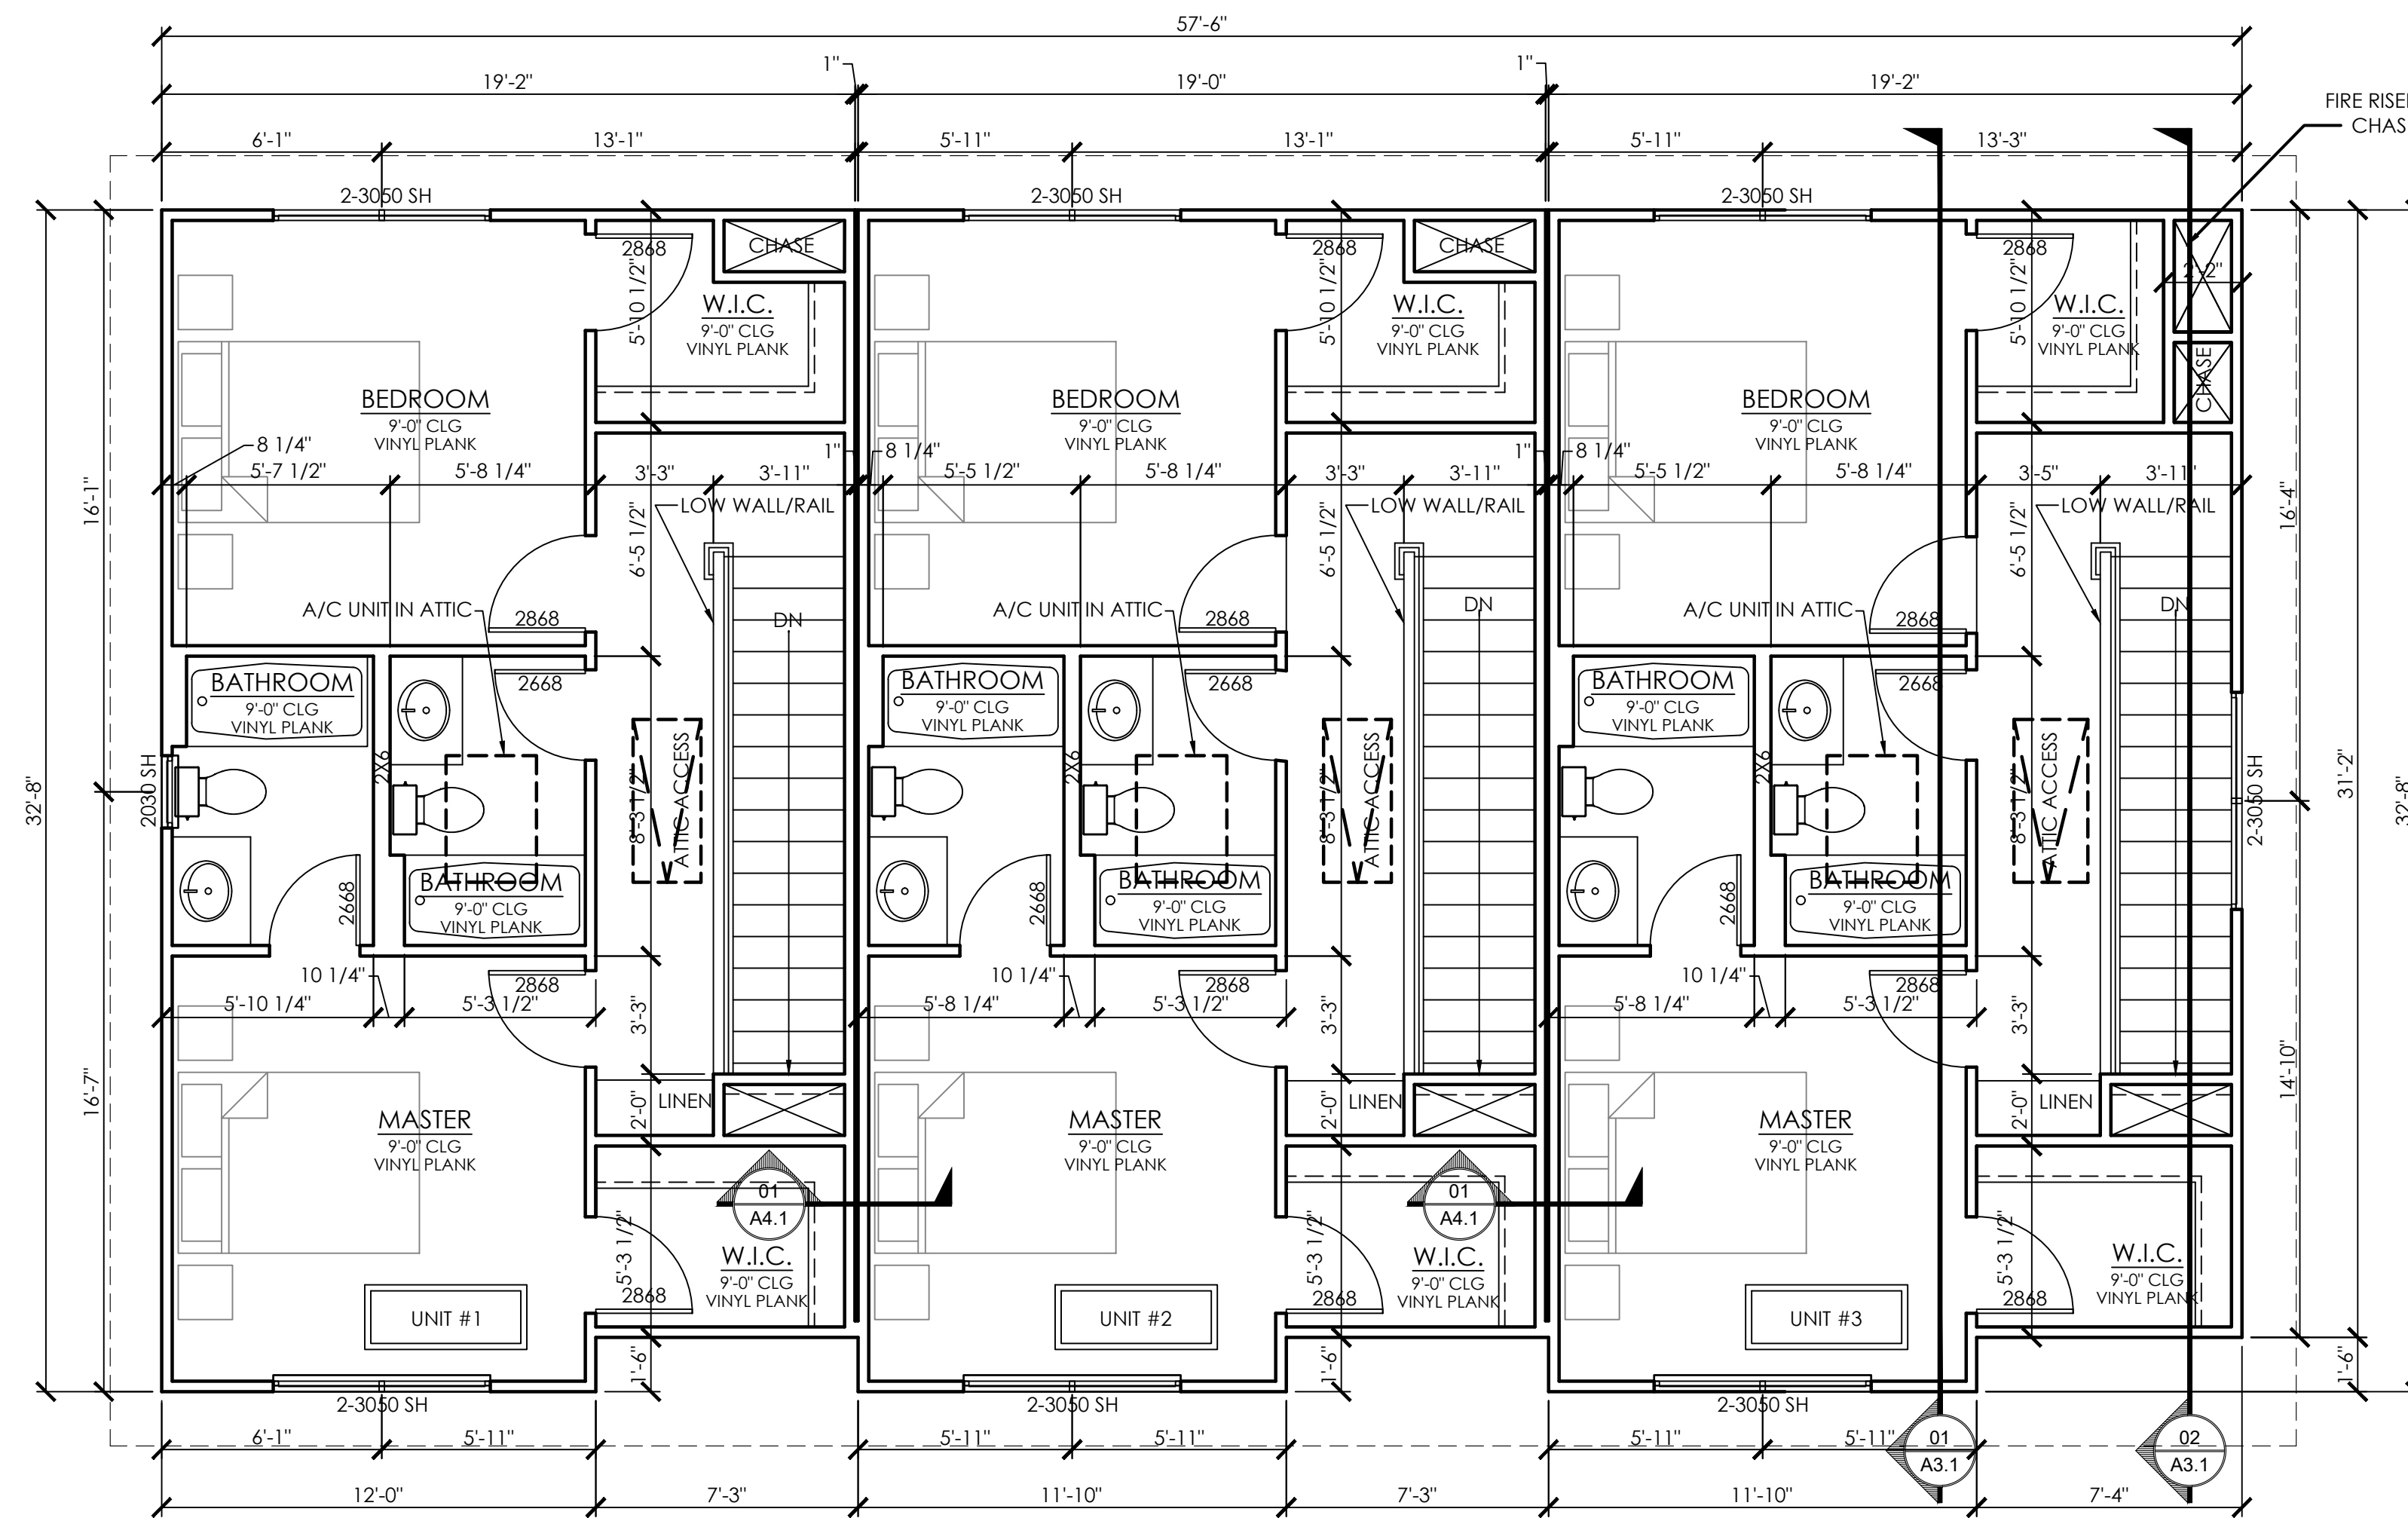 57'-6"
1"
1"
19'-2"
19'-0"
19'-2"
FIRE RISE
CHAS
6'-1"
13'-1"
5'-11"
13'-1"
5'-11"
13'-3"
2-3050 SH
2-3050 SH
2-3050 SH
2868
CHASE
2868
CHASE
2868
2'-2"
5'-10 1/2"
W.I.C.
9'-0" CLG
VINYL PLANK
5'-10 1/2"
W.I.C.
9'-0" CLG
VINYL PLANK
5'-10 1/2"
W.I.C.
9'-0" CLG
VINYL PLANK
CHASE
BEDROOM
9'-0" CLG
VINYL PLANK
BEDROOM
9'-0" CLG
VINYL PLANK
BEDROOM
9'-0" CLG
VINYL PLANK
8 1/4"
1"
8 1/4"
1"
8 1/4"
5'-7 1/2"
5'-8 1/4"
3'-3"
3'-11"
5'-5 1/2"
5'-8 1/4"
3'-3"
3'-11"
5'-5 1/2"
5'-8 1/4"
3'-5"
3'-11"
16'-1"
16'-4"
LOW WALL/RAIL
LOW WALL/RAIL
LOW WALL/RAIL
6'-5 1/2"
6'-5 1/2"
6'-5 1/2"
A/C UNIT IN ATTIC
2868
DN
A/C UNIT IN ATTIC
2868
DN
A/C UNIT IN ATTIC
2868
DN
BATHROOM
9'-0" CLG
VINYL PLANK
2668
BATHROOM
9'-0" CLG
VINYL PLANK
2668
BATHROOM
9'-0" CLG
VINYL PLANK
2668
32'-8"
2030 SH
2X6
8'-3 1/2"
ATTIC ACCESS
2X6
8'-3 1/2"
ATTIC ACCESS
2X6
8'-3 1/2"
ATTIC ACCESS
2-3050 SH
31'-2"
32'-8"
2668
BATHROOM
9'-0" CLG
VINYL PLANK
2668
BATHROOM
9'-0" CLG
VINYL PLANK
2668
BATHROOM
9'-0" CLG
VINYL PLANK
10 1/4"
2868
10 1/4"
2868
10 1/4"
2868
5'-10 1/4"
5'-3 1/2"
3'-3"
5'-8 1/4"
5'-3 1/2"
3'-3"
5'-8 1/4"
5'-3 1/2"
3'-3"
16'-7"
14'-10"
2'-0"
LINEN
2'-0"
LINEN
2'-0"
LINEN
MASTER
9'-0" CLG
VINYL PLANK
MASTER
9'-0" CLG
VINYL PLANK
MASTER
9'-0" CLG
VINYL PLANK
01
A4.1
01
A4.1
5'-3 1/2"
W.I.C.
9'-0" CLG
VINYL PLANK
5'-3 1/2"
W.I.C.
9'-0" CLG
VINYL PLANK
5'-3 1/2"
W.I.C.
9'-0" CLG
VINYL PLANK
2868
2868
2868
UNIT #1
UNIT #2
UNIT #3
1'-6"
1'-6"
1'-6"
2-3050 SH
2-3050 SH
2-3050 SH
6'-1"
5'-11"
5'-11"
5'-11"
5'-11"
5'-11"
01
A3.1
02
A3.1
12'-0"
7'-3"
11'-10"
7'-3"
11'-10"
7'-4"